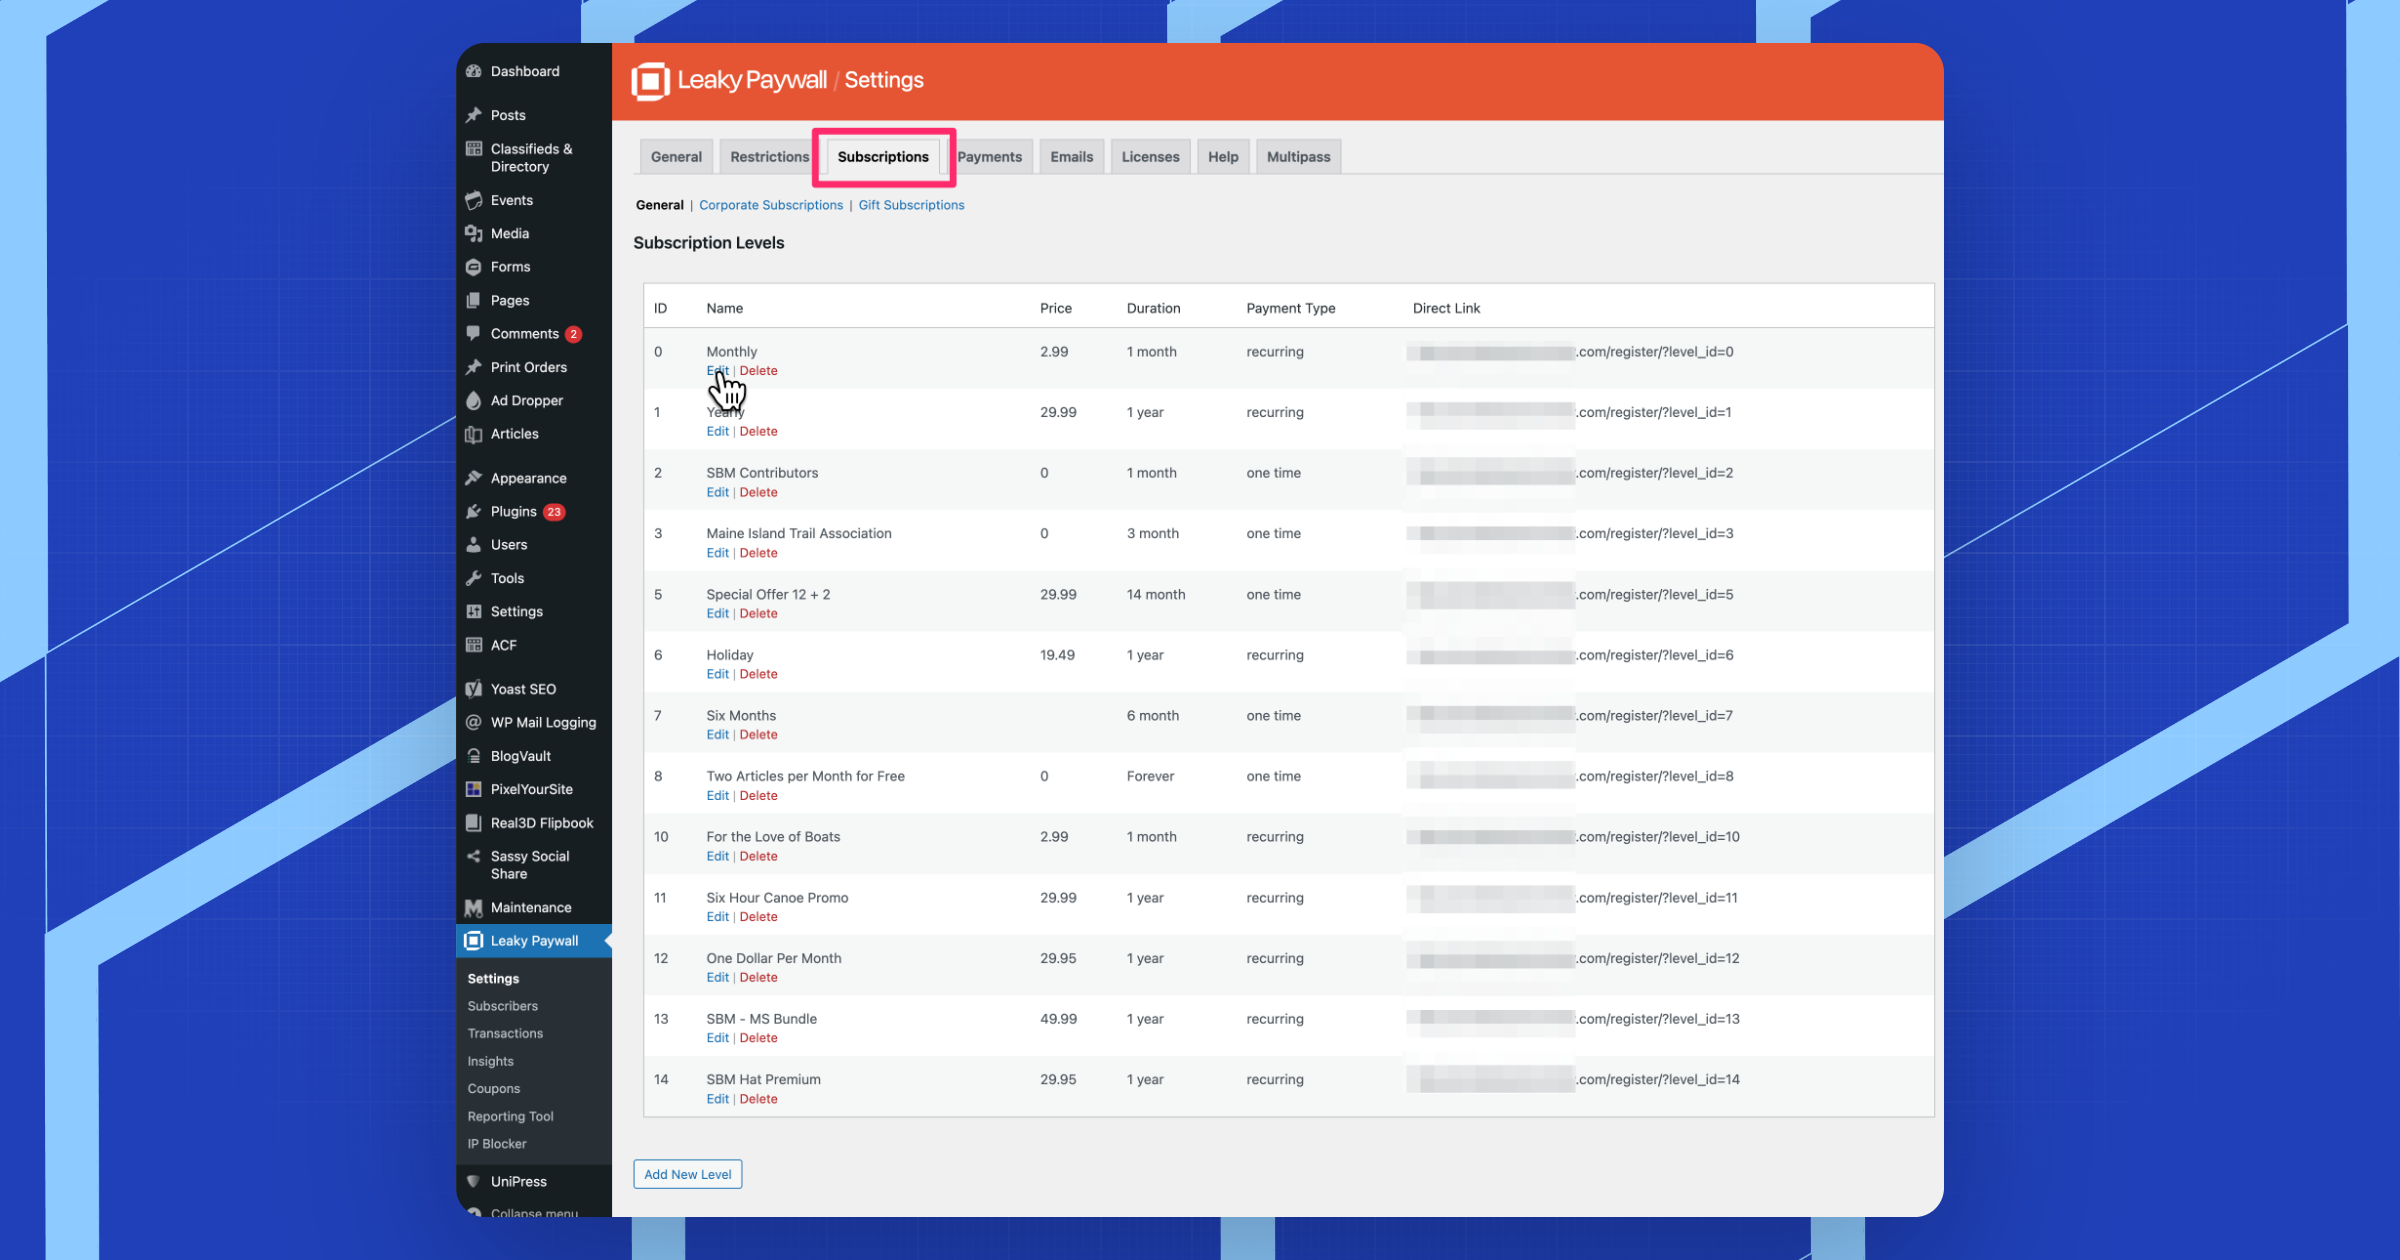 Dashboard
Posts
Classifieds &
Directory
Events
Media
Forms
Pages
Comments 2
Print Orders
Ad Dropper
Articles
Appearance
Plugins 23
Users
Tools
Settings
ACF
Yoast SEO
WP Mail Logging
BlogVault
PixelYourSite
Real3D Flipbook
Sassy Social
Share
Maintenance
Leaky Paywall
Settings
Subscribers
Transactions
Insights
Coupons
Reporting Tool
IP Blocker
UniPress
Collapse menu
Leaky Paywall / Settings
General Restrictions Subscriptions Payments Emails Licenses Help Multipass
General | Corporate Subscriptions | Gift Subscriptions
Subscription Levels
ID Name Price Duration Payment Type Direct Link
0 Monthly 2.99 1 month recurring .com/register/?level_id=0
Edit | Delete
1 Yearly 29.99 1 year recurring .com/register/?level_id=1
Edit | Delete
2 SBM Contributors 0 1 month one time .com/register/?level_id=2
Edit | Delete
3 Maine Island Trail Association 0 3 month one time .com/register/?level_id=3
Edit | Delete
5 Special Offer 12 + 2 29.99 14 month one time .com/register/?level_id=5
Edit | Delete
6 Holiday 19.49 1 year recurring .com/register/?level_id=6
Edit | Delete
7 Six Months 6 month one time .com/register/?level_id=7
Edit | Delete
8 Two Articles per Month for Free 0 Forever one time .com/register/?level_id=8
Edit | Delete
10 For the Love of Boats 2.99 1 month recurring .com/register/?level_id=10
Edit | Delete
11 Six Hour Canoe Promo 29.99 1 year recurring .com/register/?level_id=11
Edit | Delete
12 One Dollar Per Month 29.95 1 year recurring .com/register/?level_id=12
Edit | Delete
13 SBM - MS Bundle 49.99 1 year recurring .com/register/?level_id=13
Edit | Delete
14 SBM Hat Premium 29.95 1 year recurring .com/register/?level_id=14
Edit | Delete
Add New Level